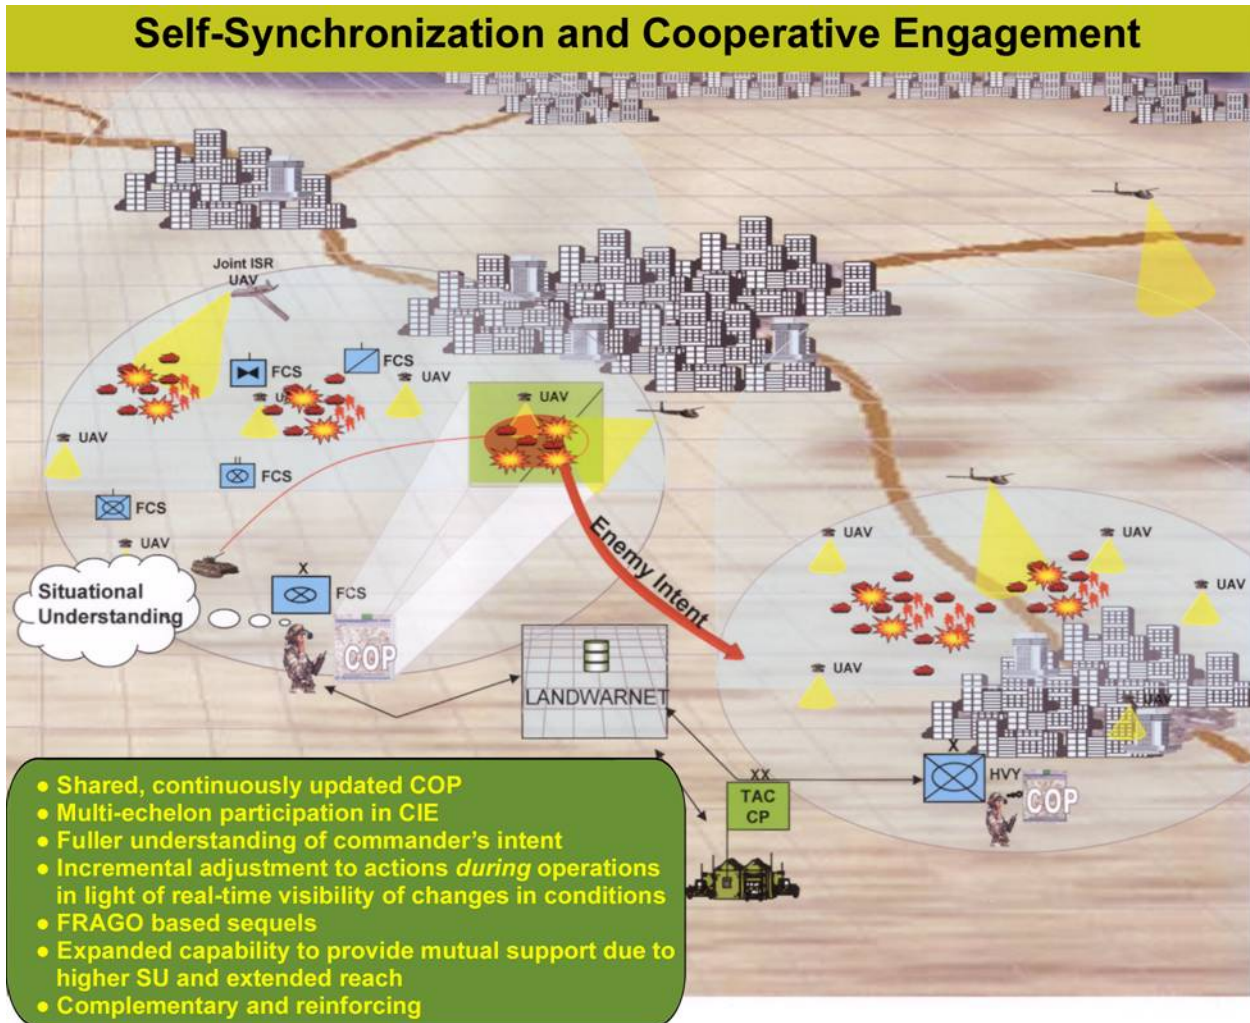 Self-Synchronization and Cooperative Engagement
Joint ISR
UAV
FCS
FCS
UAV
UAV
UAV
UAV
FCS
FCS
UAV
X
FCS
Situational
Understanding
COP
Enemy Intent
UAV
UAV
UAV
UAV
UAV
LANDWARNET
XX
TAC
CP
X
HVY
COP
● Shared, continuously updated COP
● Multi-echelon participation in CIE
● Fuller understanding of commander's intent
● Incremental adjustment to actions during operations
in light of real-time visibility of changes in conditions
● FRAGO based sequels
● Expanded capability to provide mutual support due to
higher SU and extended reach
● Complementary and reinforcing